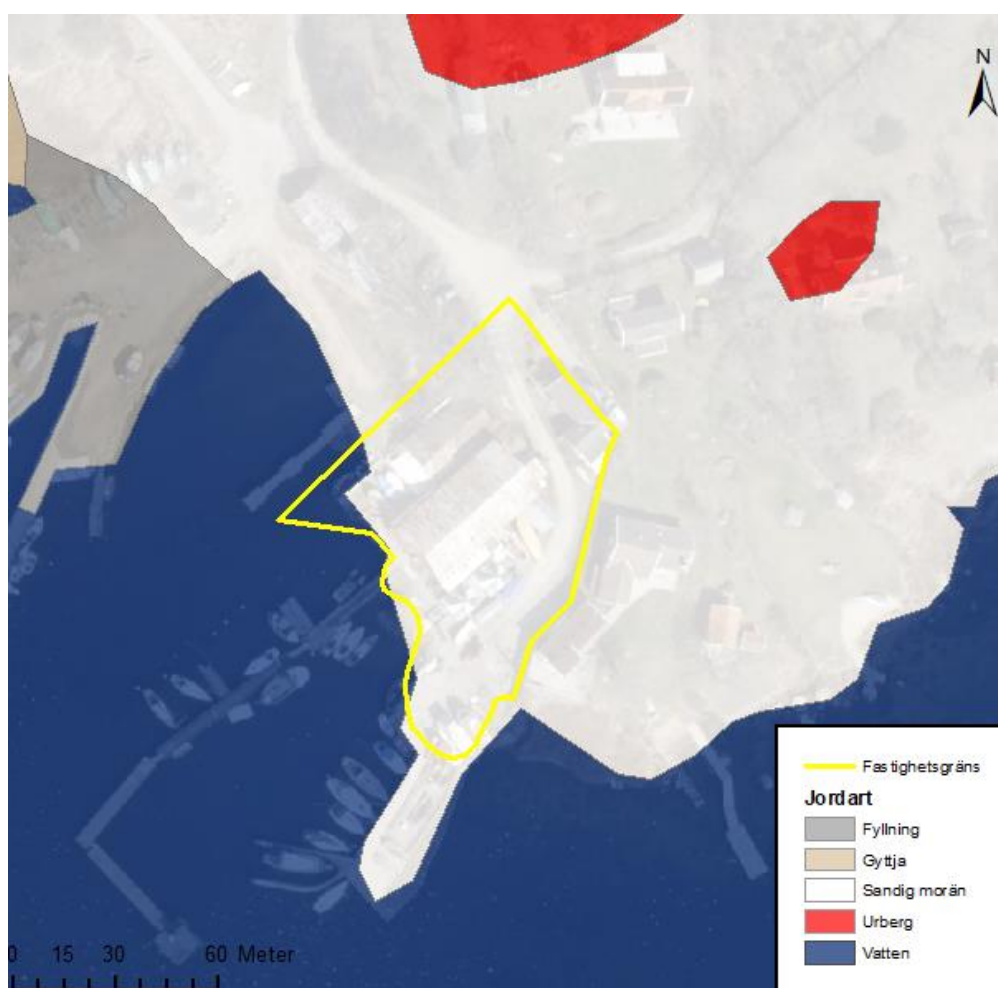 N
Fastighetsgräns
Jordart
Fyllning
Gyttja
Sandig morän
Urberg
Vatten
0 15 30 60 Meter